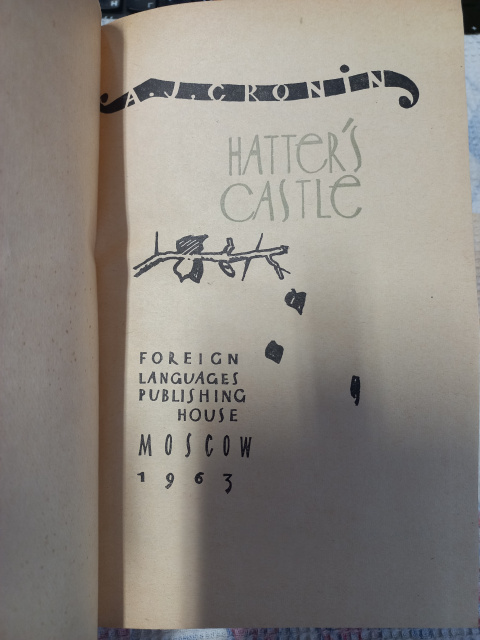 A. J. CRONIN
HATTER'S
CASTLE
FOREIGN
LANGUAGES
PUBLISHING
HOUSE
MOSCOW
1963